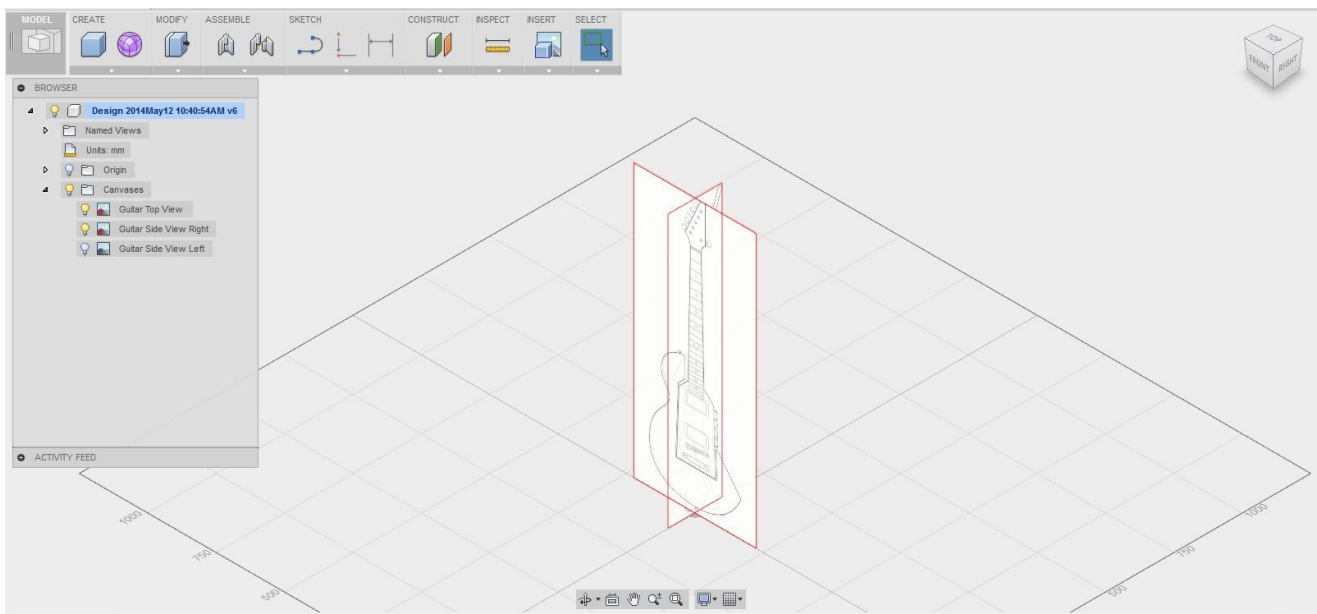 MODEL CREATE MODIFY ASSEMBLE SKETCH CONSTRUCT INSPECT INSERT SELECT
TOP
FRONT RIGHT
BROWSER
Design 2014May12 10:40:54AM v6
Named Views
Units: mm
Origin
Canvases
Guitar Top View
Guitar Side View Right
Guitar Side View Left
ACTIVITY FEED
1000 1000
750 750
500 500